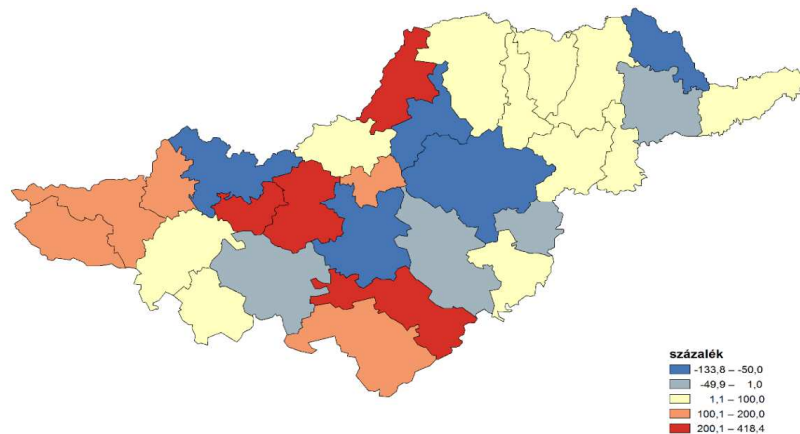 százalék
-133,8 – -50,0
-49,9 – 1,0
1,1 – 100,0
100,1 – 200,0
200,1 – 418,4